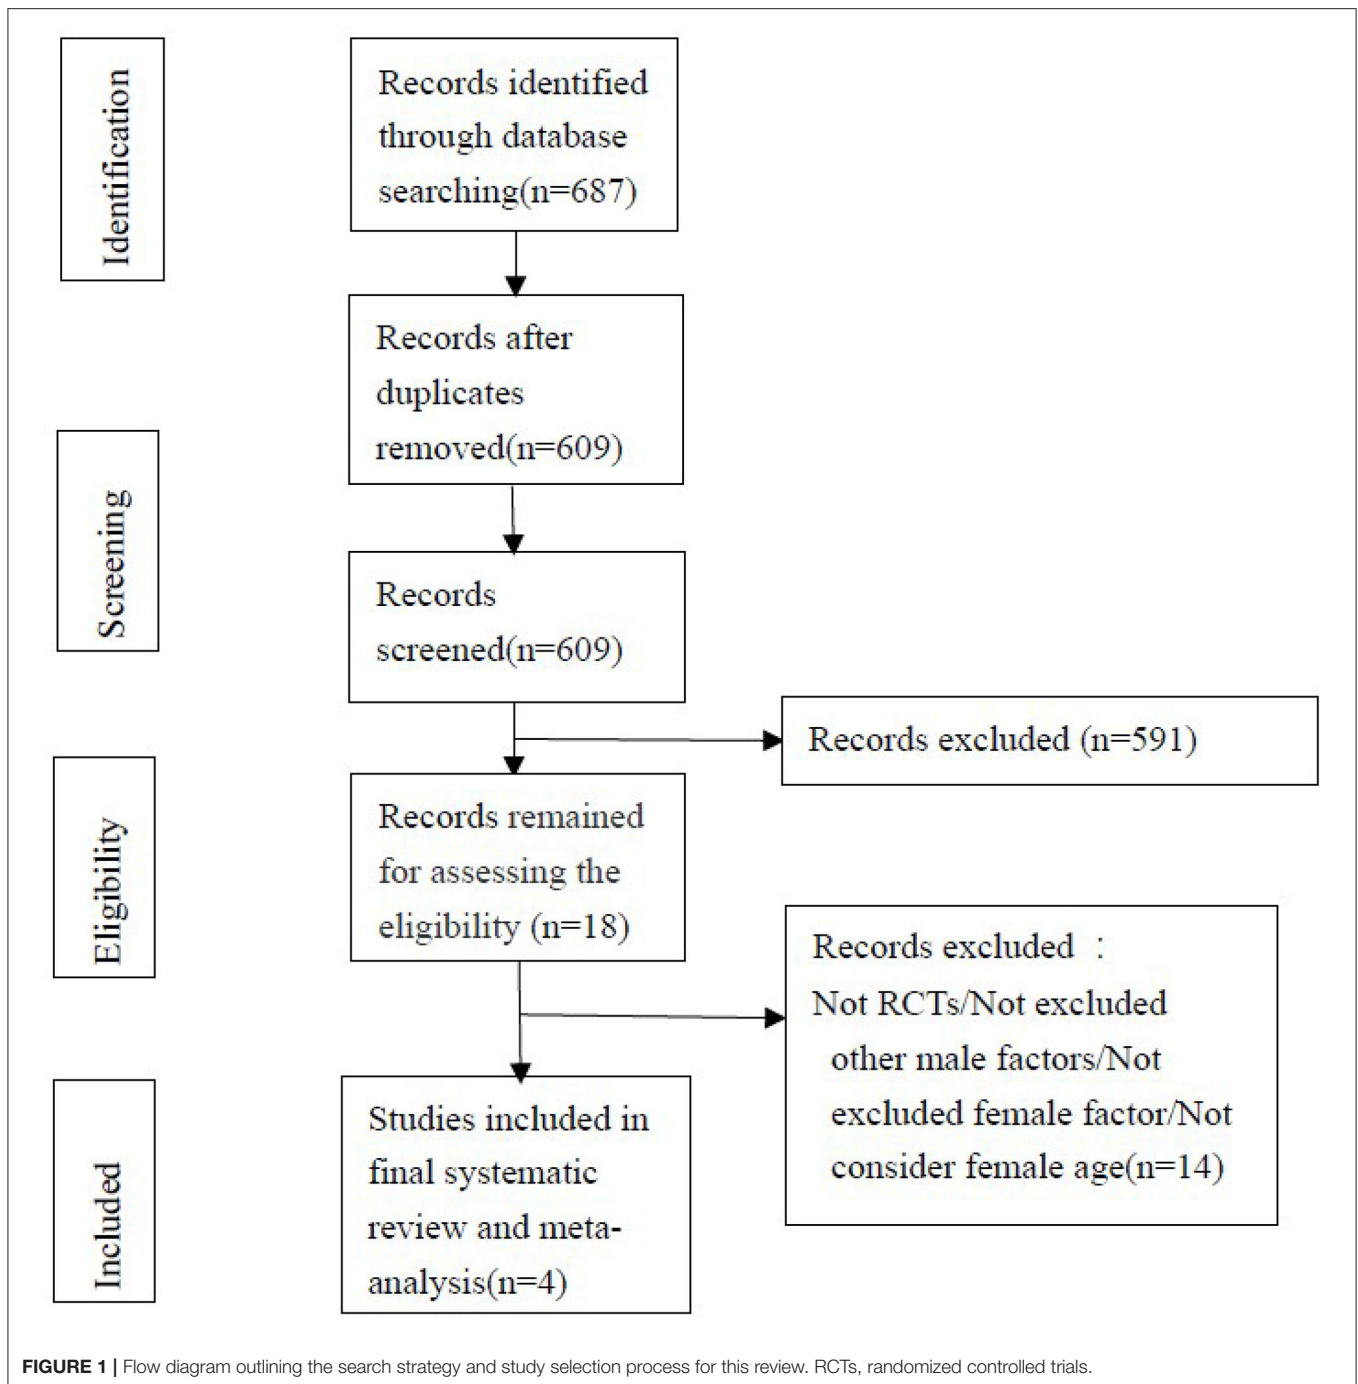 Identification
Records identified
through database
searching(n=687)
Records after
duplicates
removed(n=609)
Screening
Records
screened(n=609)
Records excluded (n=591)
Eligibility
Records remained
for assessing the
eligibility (n=18)
Records excluded ：
Not RCTs/Not excluded
other male factors/Not
excluded female factor/Not
consider female age(n=14)
Included
Studies included in
final systematic
review and meta-
analysis(n=4)
FIGURE 1 | Flow diagram outlining the search strategy and study selection process for this review. RCTs, randomized controlled trials.